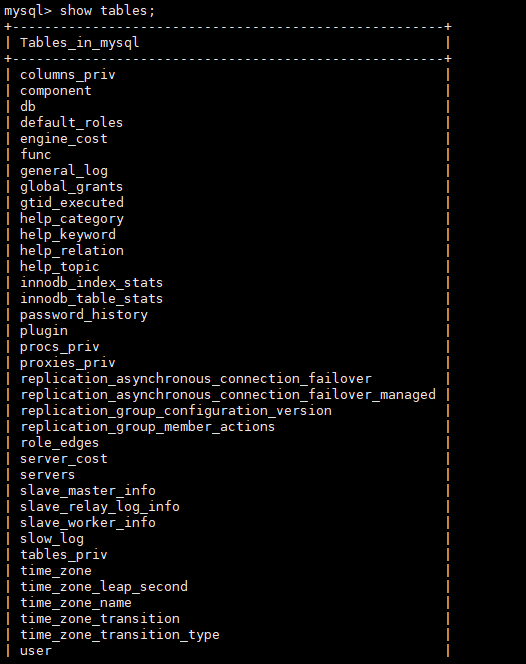 mysql> show tables;
+------------------------------------------------------+
| Tables_in_mysql                                      |
+------------------------------------------------------+
| columns_priv                                         |
| component                                            |
| db                                                   |
| default_roles                                        |
| engine_cost                                          |
| func                                                 |
| general_log                                          |
| global_grants                                        |
| gtid_executed                                        |
| help_category                                        |
| help_keyword                                         |
| help_relation                                        |
| help_topic                                           |
| innodb_index_stats                                   |
| innodb_table_stats                                   |
| password_history                                     |
| plugin                                               |
| procs_priv                                           |
| proxies_priv                                         |
| replication_asynchronous_connection_failover         |
| replication_asynchronous_connection_failover_managed |
| replication_group_configuration_version              |
| replication_group_member_actions                     |
| role_edges                                           |
| server_cost                                          |
| servers                                              |
| slave_master_info                                    |
| slave_relay_log_info                                 |
| slave_worker_info                                    |
| slow_log                                             |
| tables_priv                                          |
| time_zone                                            |
| time_zone_leap_second                                |
| time_zone_name                                       |
| time_zone_transition                                 |
| time_zone_transition_type                            |
| user                                                 |